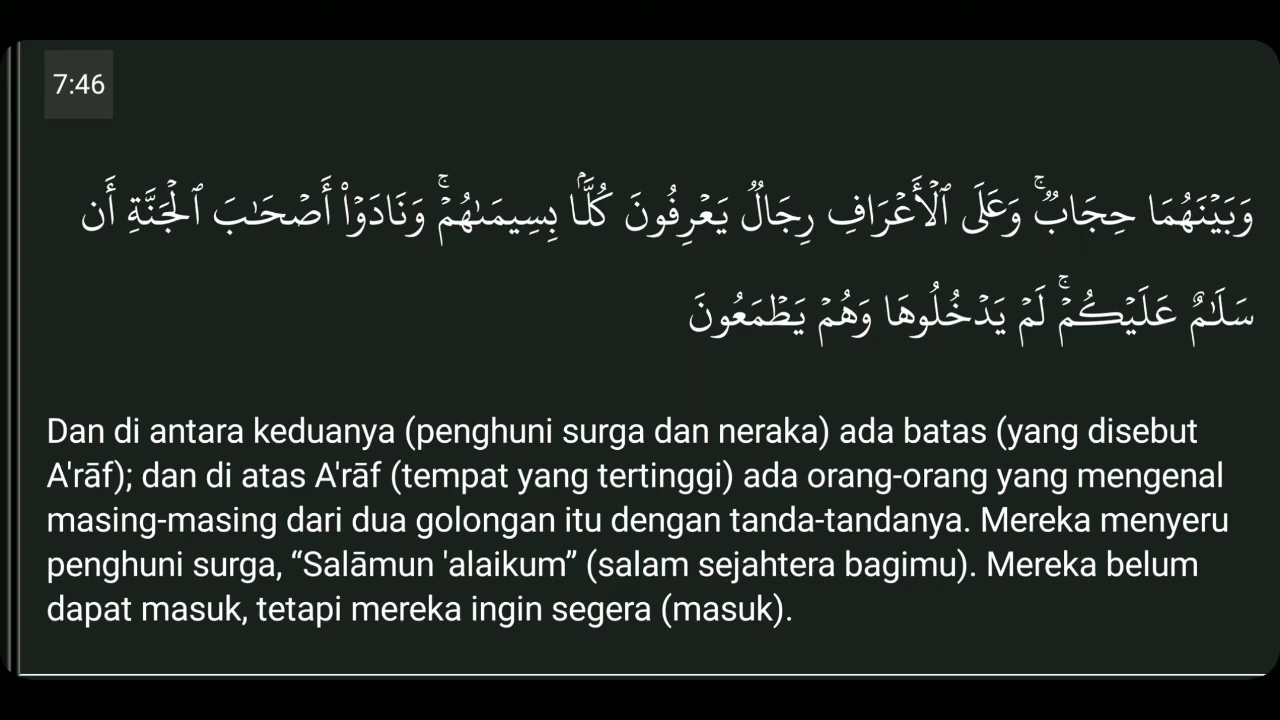 7:46
وَبَيۡنَهُمَا حِجَابٞۚ وَعَلَى ٱلۡأَعۡرَافِ رِجَالٞ يَعۡرِفُونَ كُلَّۢا بِسِيمَىٰهُمۡۚ وَنَادَوۡاْ أَصۡحَٰبَ ٱلۡجَنَّةِ أَن
سَلَٰمٌ عَلَيۡكُمۡۚ لَمۡ يَدۡخُلُوهَا وَهُمۡ يَطۡمَعُونَ
Dan di antara keduanya (penghuni surga dan neraka) ada batas (yang disebut
A'rāf); dan di atas A'rāf (tempat yang tertinggi) ada orang-orang yang mengenal
masing-masing dari dua golongan itu dengan tanda-tandanya. Mereka menyeru
penghuni surga, “Salāmun 'alaikum” (salam sejahtera bagimu). Mereka belum
dapat masuk, tetapi mereka ingin segera (masuk).